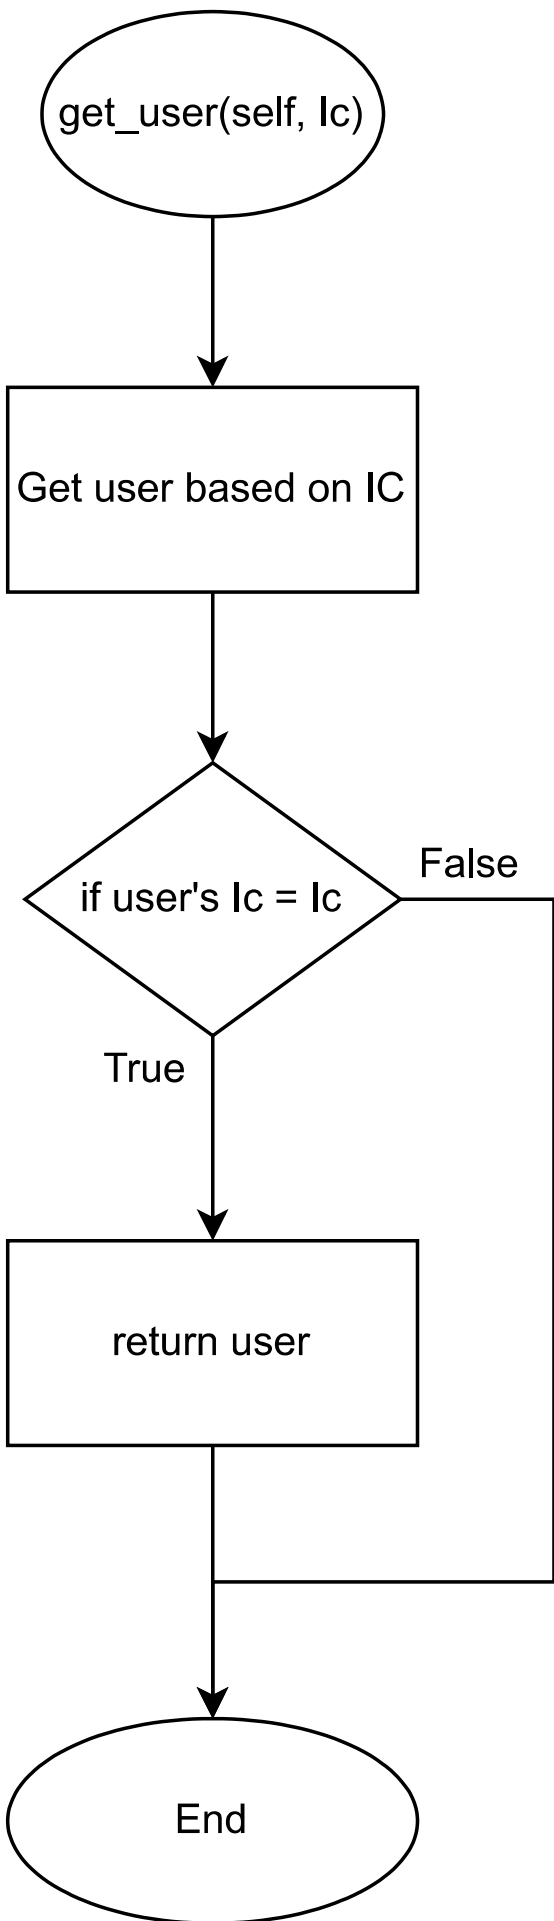 get_user(self, Ic)
Get user based on IC
if user's Ic = Ic
False
True
return user
End